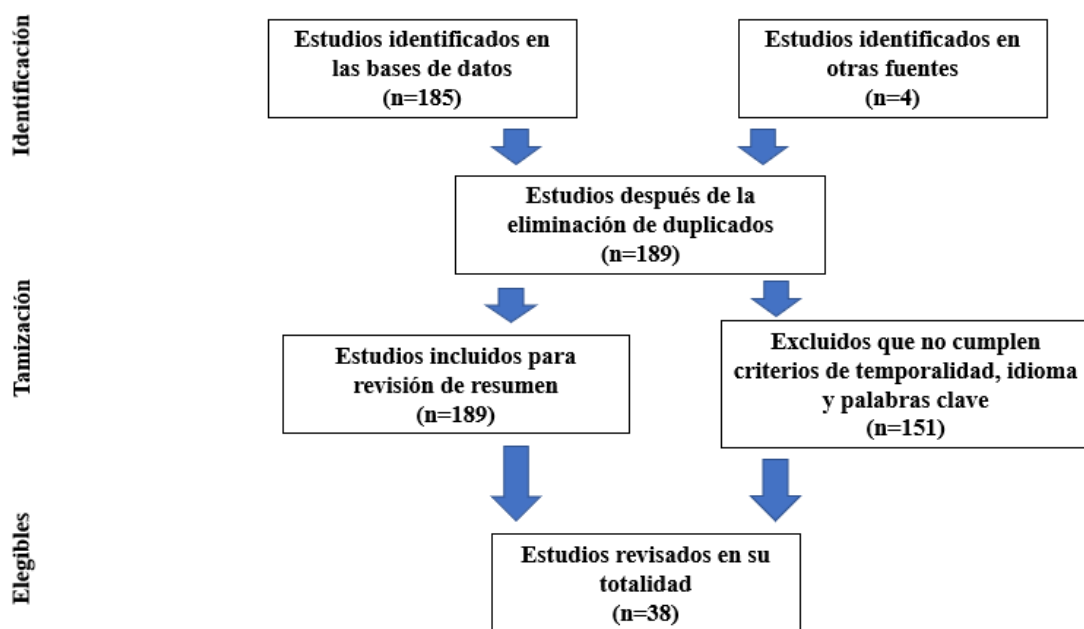 Identificación
Estudios identificados en
las bases de datos
(n=185)
Estudios identificados en
otras fuentes
(n=4)
Estudios después de la
eliminación de duplicados
(n=189)
Tamización
Estudios incluidos para
revisión de resumen
(n=189)
Excluidos que no cumplen
criterios de temporalidad, idioma
y palabras clave
(n=151)
Elegibles
Estudios revisados en su
totalidad
(n=38)